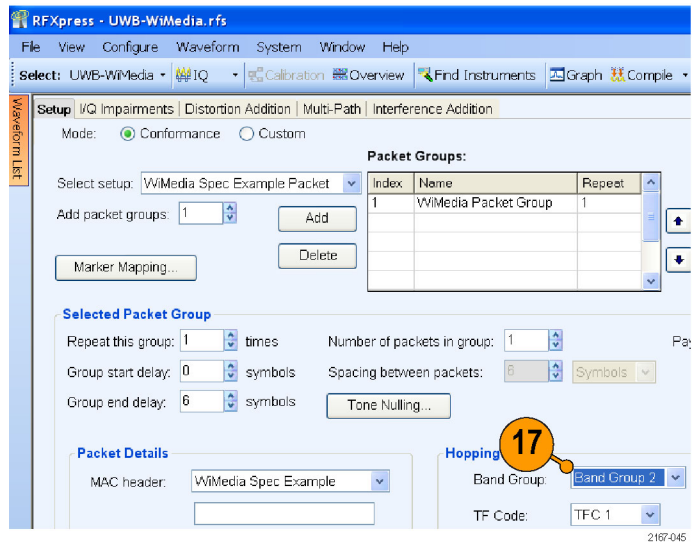 RFXpress - UWB-WiMedia.rfs
File View Configure Waveform System Window Help
Select: UWB-WiMedia IQ Calibration Overview Find Instruments Graph Compile
Waveform List
Setup I/Q Impairments Distortion Addition Multi-Path Interference Addition
Mode: Conformance Custom
Packet Groups:
Select setup: WiMedia Spec Example Packet Index Name Repeat
Add packet groups: 1 Add 1 WiMedia Packet Group 1
Delete
Marker Mapping...
Selected Packet Group
Repeat this group: 1 times Number of packets in group: 1
Group start delay: 0 symbols Spacing between packets: 6 Symbols
Group end delay: 6 symbols Tone Nulling...
Packet Details Hopping
17
MAC header: WiMedia Spec Example Band Group: Band Group 2
TF Code: TFC 1
2167-045